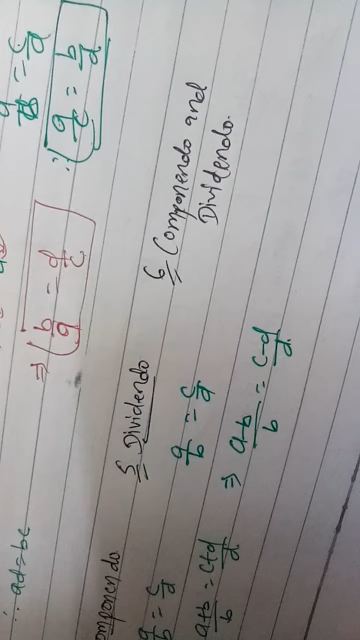 ∴ ad=bc
⇒ (b/a = d/c
a/b = c/d
∴ (a/c = b/d
omponendo
a/b = c/d
a+b/b = c+d/d
5 Dividendo
a/b = c/d
⇒ a-b/b = c-d/d
6 Componendo and
Dividendo.